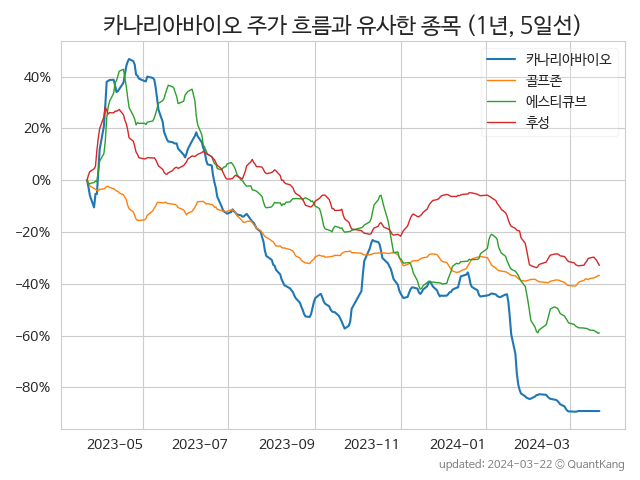 카나리아바이오 주가 흐름과 유사한 종목 (1년, 5일선)
카나리아바이오
골프존
에스티큐브
후성
40%
20%
0%
−20%
−40%
−60%
−80%
2023-05
2023-07
2023-09
2023-11
2024-01
2024-03
updated: 2024-03-22 © QuantKang